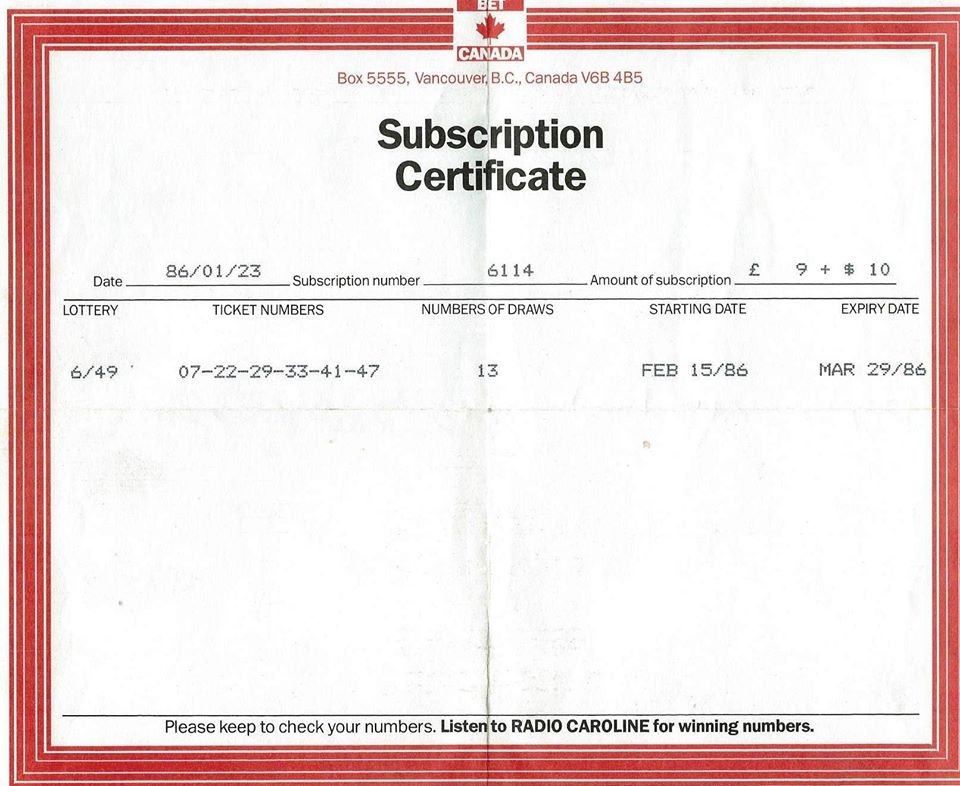 BET
CANADA
Box 5555, Vancouver, B.C., Canada V6B 4B5
Subscription
Certificate
Date 86/01/23 Subscription number 6114 Amount of subscription £ 9 + $ 10
LOTTERY TICKET NUMBERS NUMBERS OF DRAWS STARTING DATE EXPIRY DATE
6/49 07-22-29-33-41-47 13 FEB 15/86 MAR 29/86
Please keep to check your numbers. Listen to RADIO CAROLINE for winning numbers.